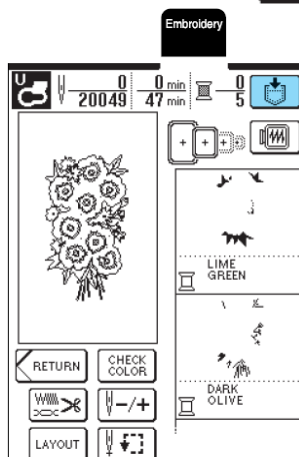 Embroidery
U
0 0 min 0
20049 47 min 5
LIME
GREEN
DARK
OLIVE
RETURN
CHECK
COLOR
-/+
LAYOUT